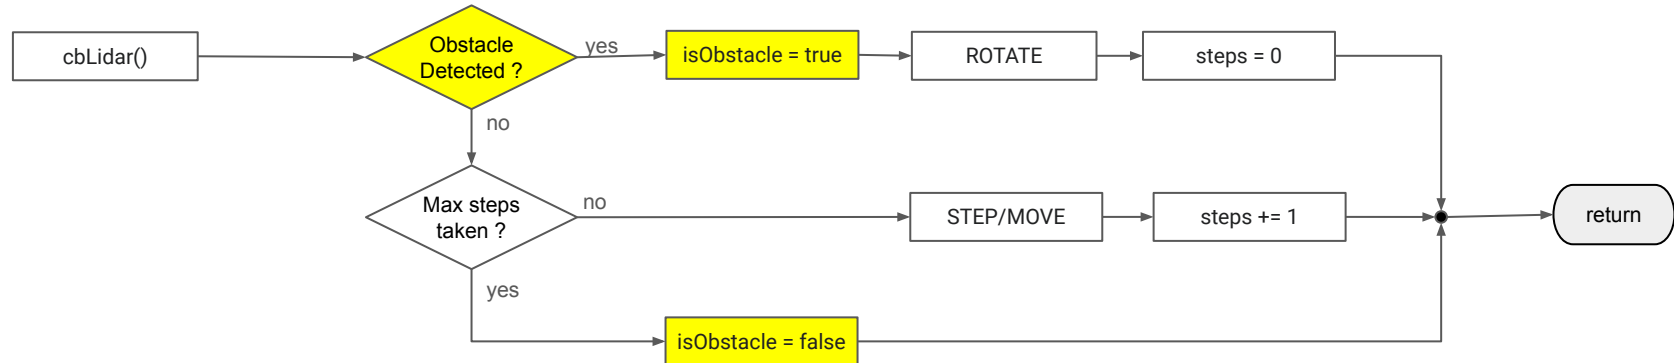 cbLidar()
Obstacle
Detected ?
yes
isObstacle = true
ROTATE
steps = 0
no
Max steps
taken ?
no
STEP/MOVE
steps += 1
return
yes
isObstacle = false